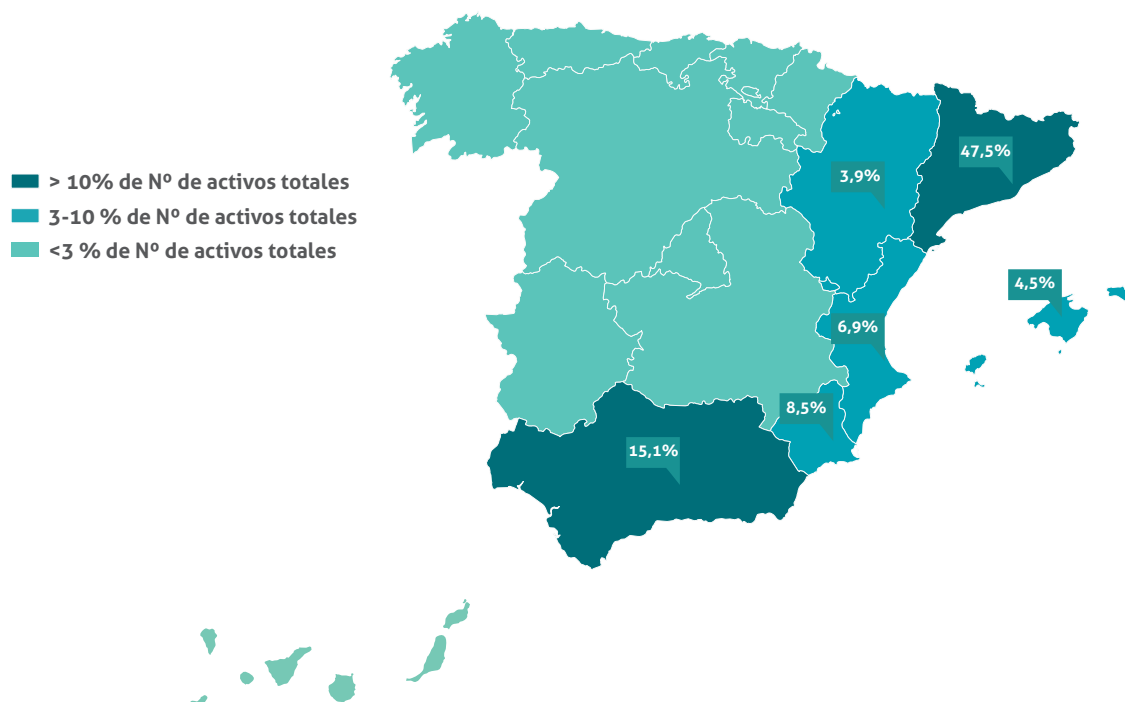 47,5%
3,9%
> 10% de Nº de activos totales
3-10 % de Nº de activos totales
<3 % de Nº de activos totales
4,5%
6,9%
8,5%
15,1%